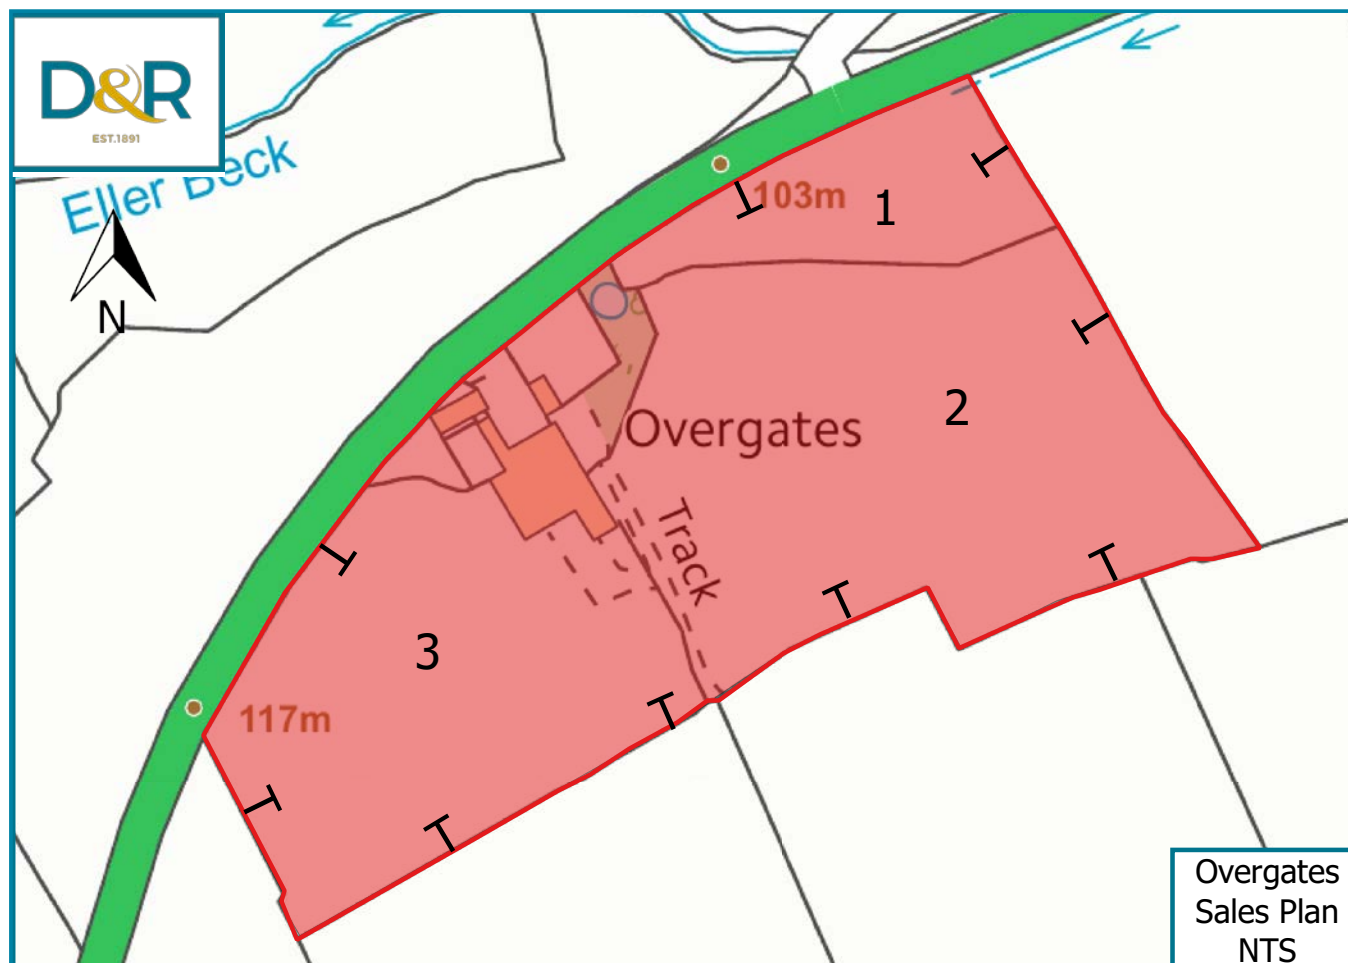 D&R
EST.1891
Eller Beck
N
103m
1
2
Overgates
Track
3
117m
Overgates
Sales Plan
NTS